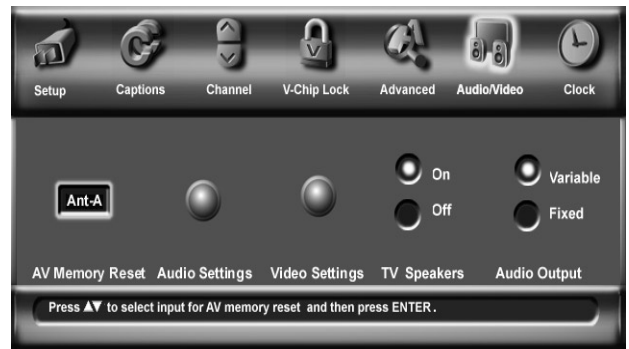 Setup Captions Channel V-Chip Lock Advanced Audio/Video Clock
On Variable
Ant-A
Off Fixed
AV Memory Reset Audio Settings Video Settings TV Speakers Audio Output
Press ▲▼ to select input for AV memory reset and then press ENTER.